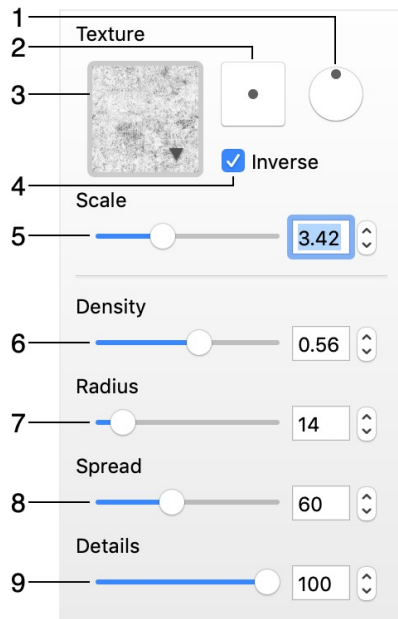 1
Texture
2
3
4
Inverse
Scale
5
3.42
Density
6
0.56
Radius
7
14
Spread
8
60
Details
9
100